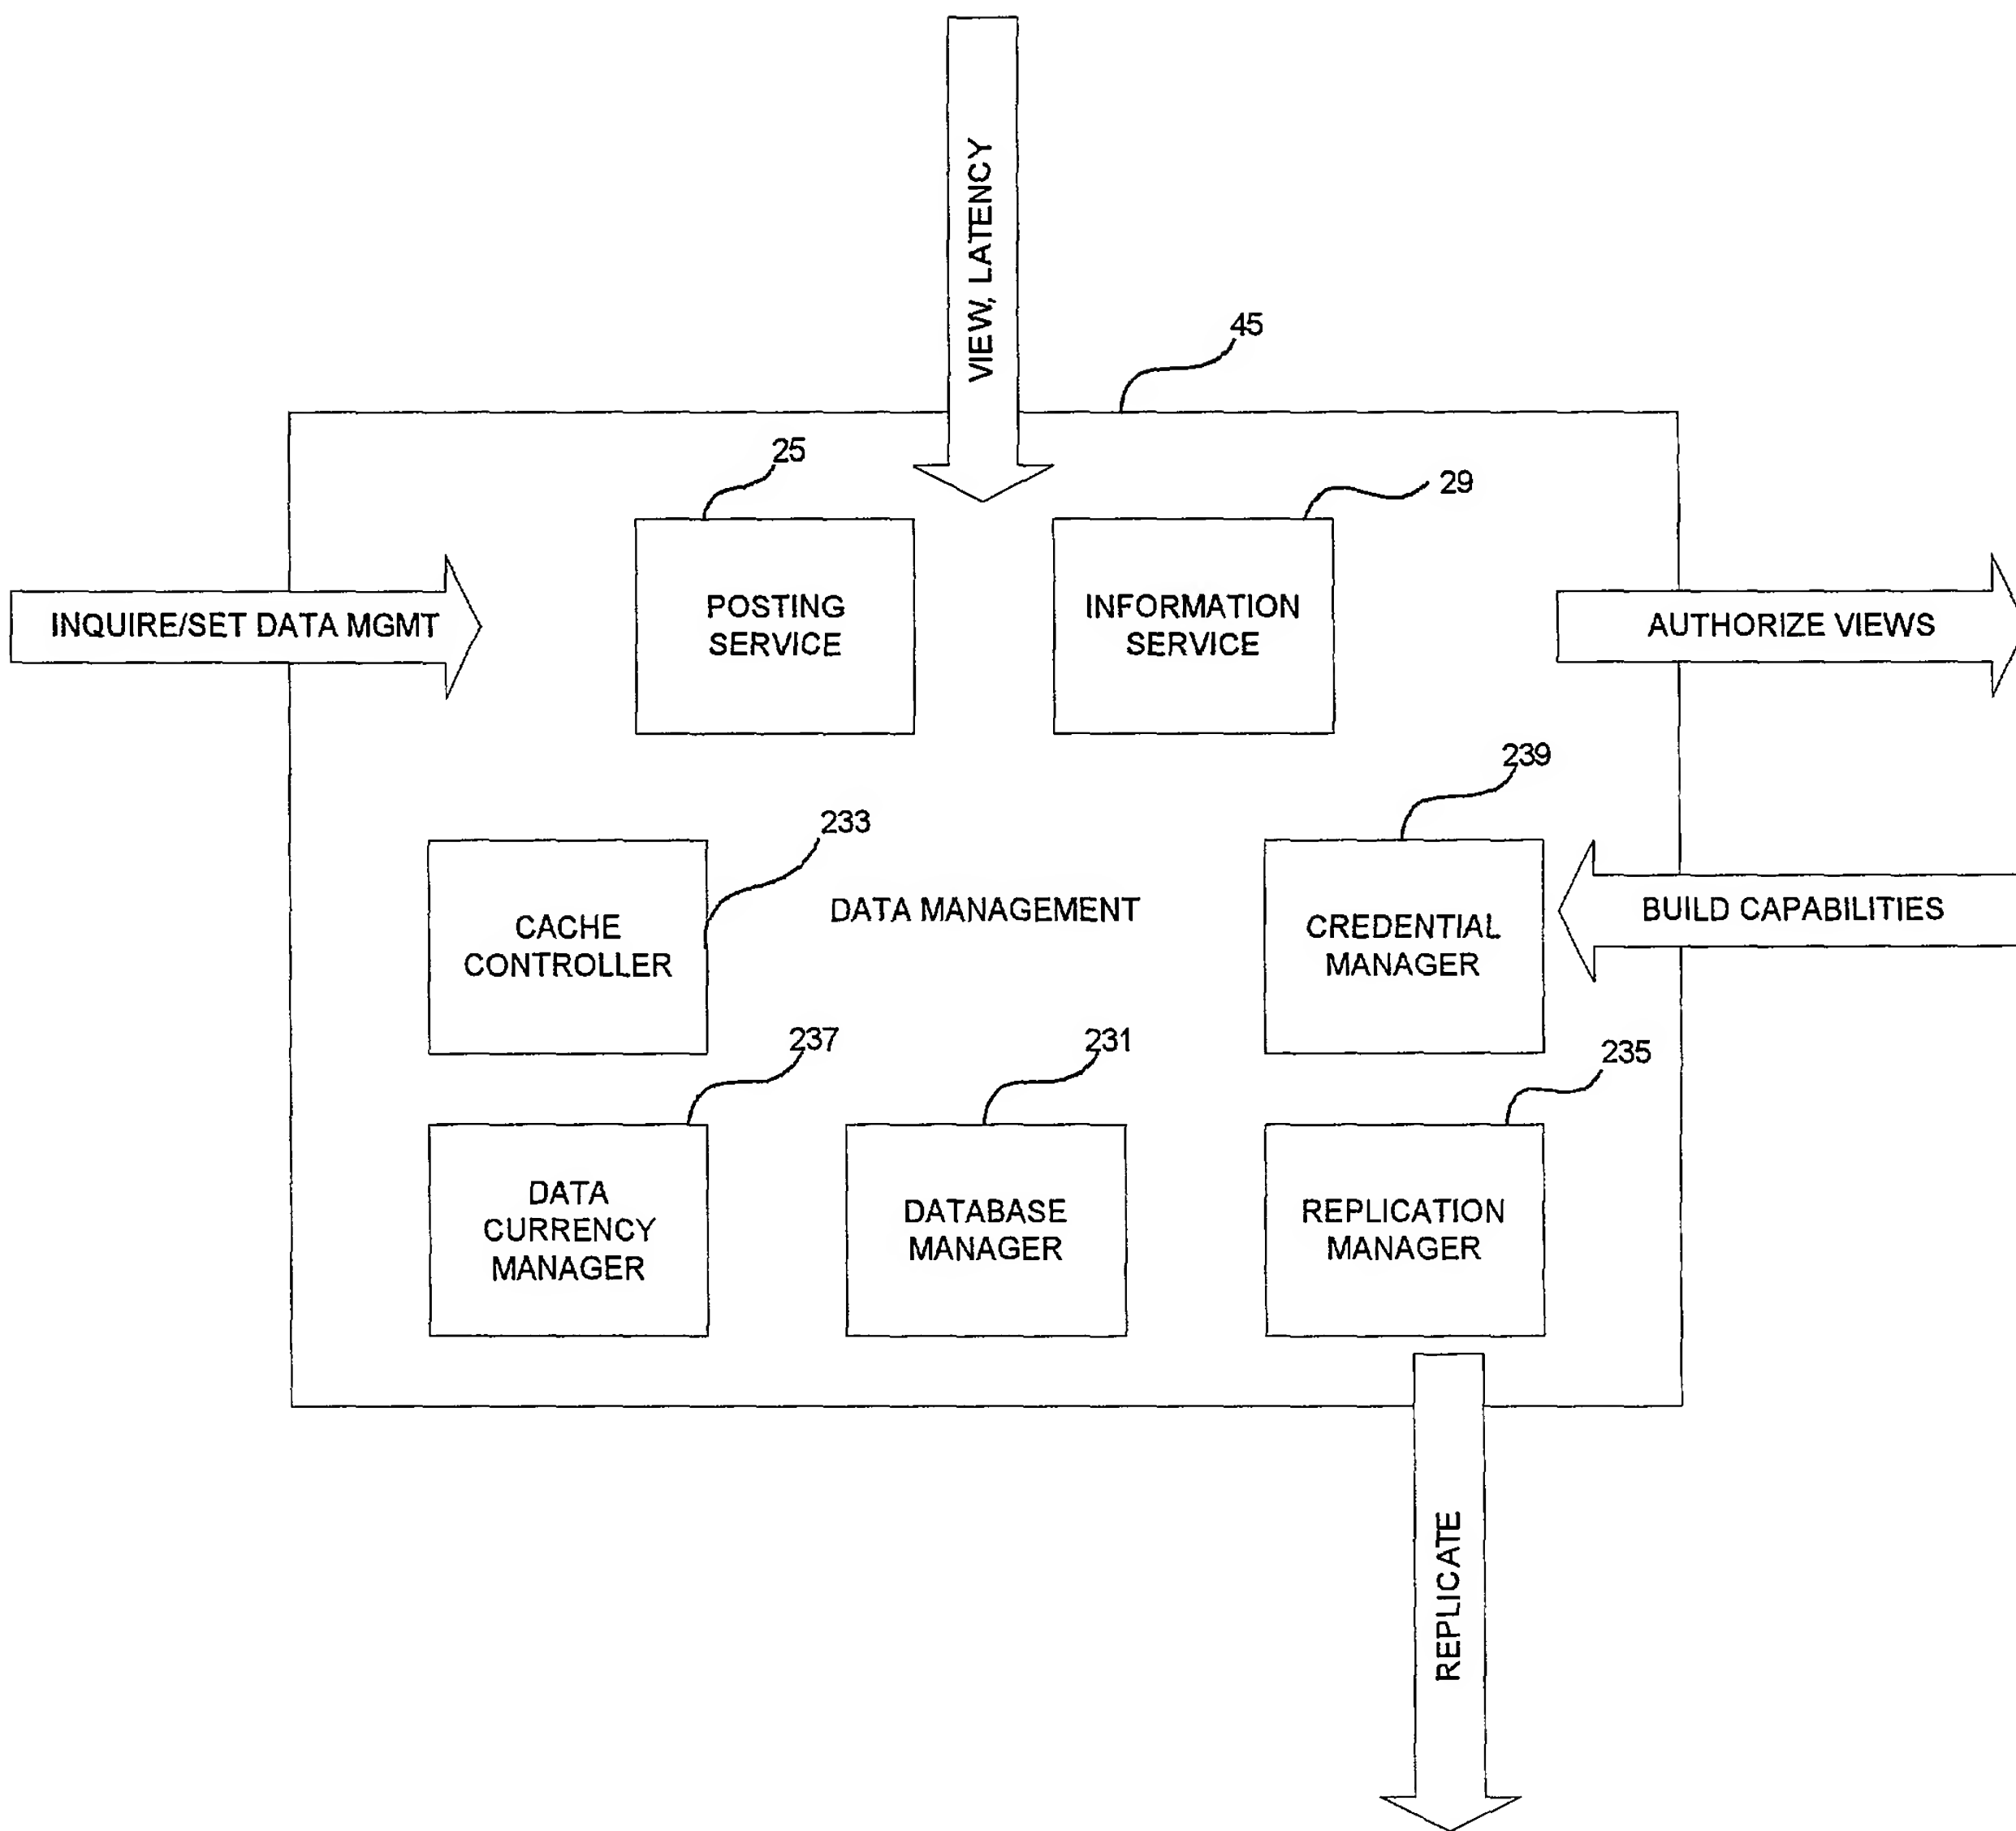 VIEW, LATENCY
45
25
29
INQUIRE/SET DATA MGMT
POSTING
SERVICE
INFORMATION
SERVICE
AUTHORIZE VIEWS
239
233
CACHE
CONTROLLER
DATA MANAGEMENT
CREDENTIAL
MANAGER
BUILD CAPABILITIES
237
231
235
DATA
CURRENCY
MANAGER
DATABASE
MANAGER
REPLICATION
MANAGER
REPLICATE